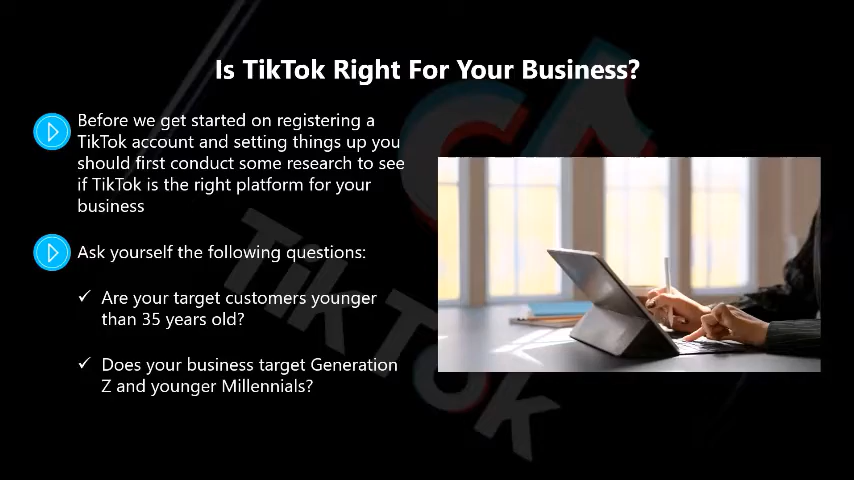 Is TikTok Right For Your Business?
Before we get started on registering a
TikTok account and setting things up you
should first conduct some research to see
if TikTok is the right platform for your
business
Ask yourself the following questions:
Are your target customers younger
than 35 years old?
Does your business target Generation
Z and younger Millennials?
TikTok